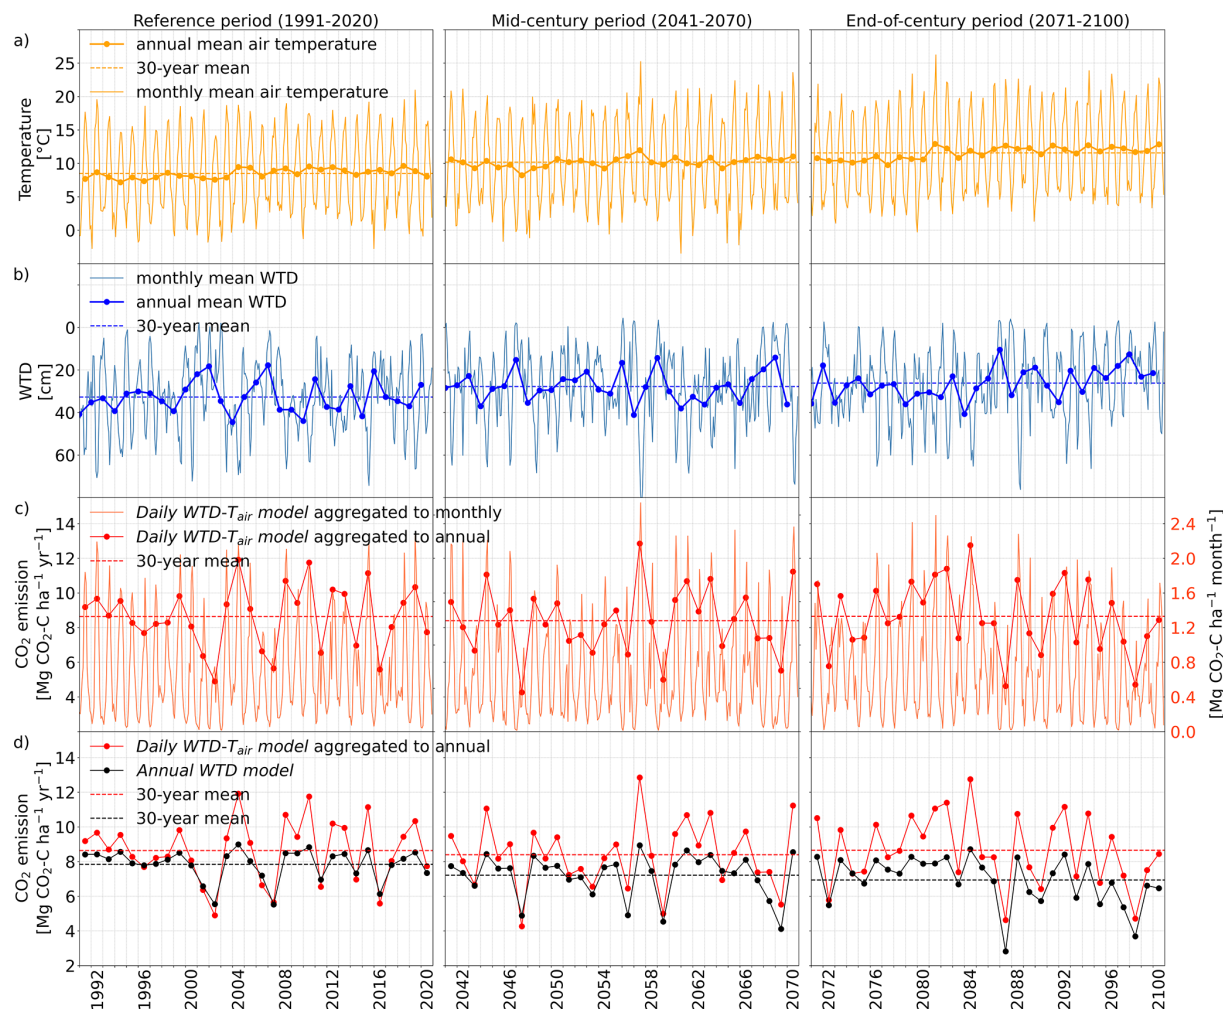 Reference period (1991-2020)
Mid-century period (2041-2070)
End-of-century period (2071-2100)
a)
annual mean air temperature
30-year mean
monthly mean air temperature
25
20
15
10
5
0
Temperature
[°C]
b)
monthly mean WTD
annual mean WTD
30-year mean
0
20
40
60
WTD
[cm]
c)
Daily WTD-T_air model aggregated to monthly
Daily WTD-T_air model aggregated to annual
30-year mean
14
12
10
8
6
4
CO₂ emission
[Mg CO₂-C ha⁻¹ yr⁻¹]
2.4
2.0
1.6
1.2
0.8
0.4
0.0
[Mg CO₂-C ha⁻¹ month⁻¹]
d)
Daily WTD-T_air model aggregated to annual
Annual WTD model
30-year mean
30-year mean
14
12
10
8
6
4
2
CO₂ emission
[Mg CO₂-C ha⁻¹ yr⁻¹]
1992 1996 2000 2004 2008 2012 2016 2020
2042 2046 2050 2054 2058 2062 2066 2070
2072 2076 2080 2084 2088 2092 2096 2100